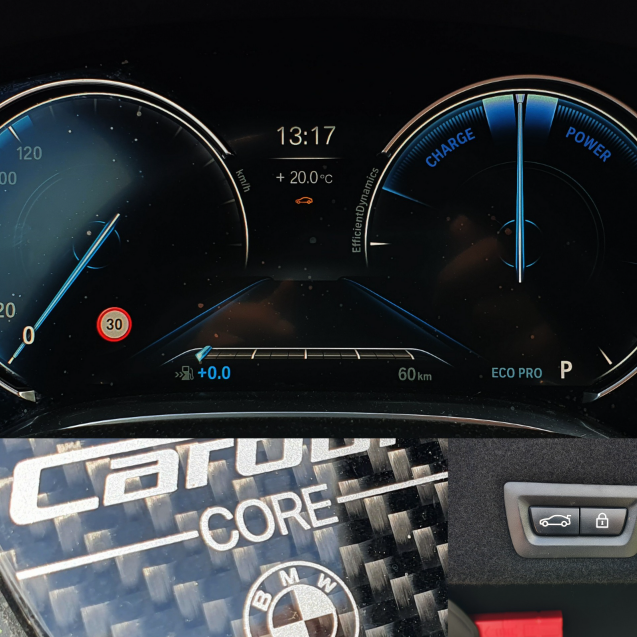 13:17
120
km/h
CHARGE
POWER
+ 20.0°C
00
EfficientDynamics
20
0
30
+0.0
60 km
ECO PRO
P
Carbon
CORE
BMW